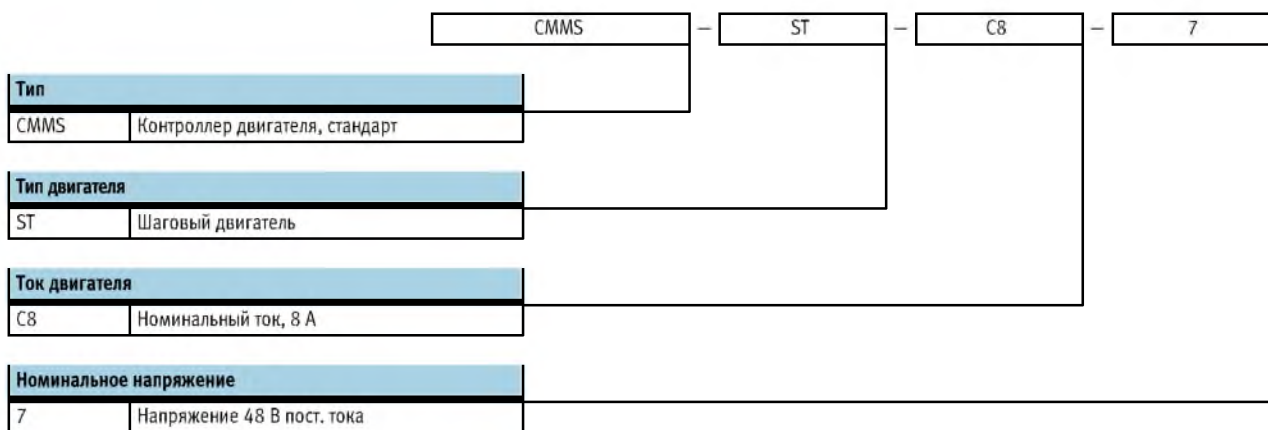 CMMS – ST – C8 – 7
Тип
CMMS Контроллер двигателя, стандарт
Тип двигателя
ST Шаговый двигатель
Ток двигателя
C8 Номинальный ток, 8 А
Номинальное напряжение
7 Напряжение 48 В пост. тока